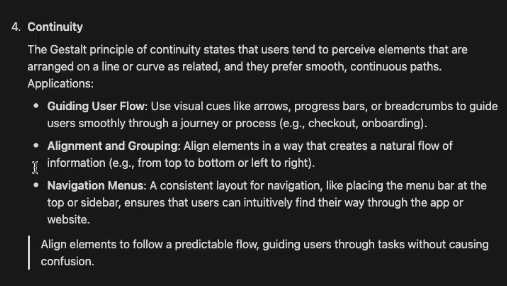 4. Continuity
The Gestalt principle of continuity states that users tend to perceive elements that are
arranged on a line or curve as related, and they prefer smooth, continuous paths.
Applications:
• Guiding User Flow: Use visual cues like arrows, progress bars, or breadcrumbs to guide
users smoothly through a journey or process (e.g., checkout, onboarding).
• Alignment and Grouping: Align elements in a way that creates a natural flow of
information (e.g., from top to bottom or left to right).
• Navigation Menus: A consistent layout for navigation, like placing the menu bar at the
top or sidebar, ensures that users can intuitively find their way through the app or
website.
Align elements to follow a predictable flow, guiding users through tasks without causing
confusion.